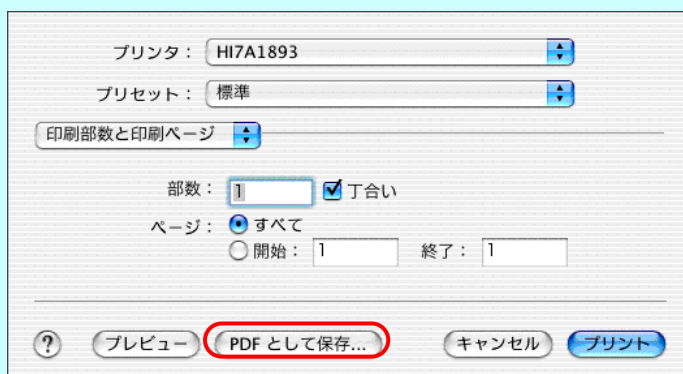 プリンタ： HI7A1893
プリセット： 標準
印刷部数と印刷ページ
部数： 1 丁合い
ページ： すべて
開始： 1 終了： 1
? プレビュー PDF として保存... キャンセル プリント